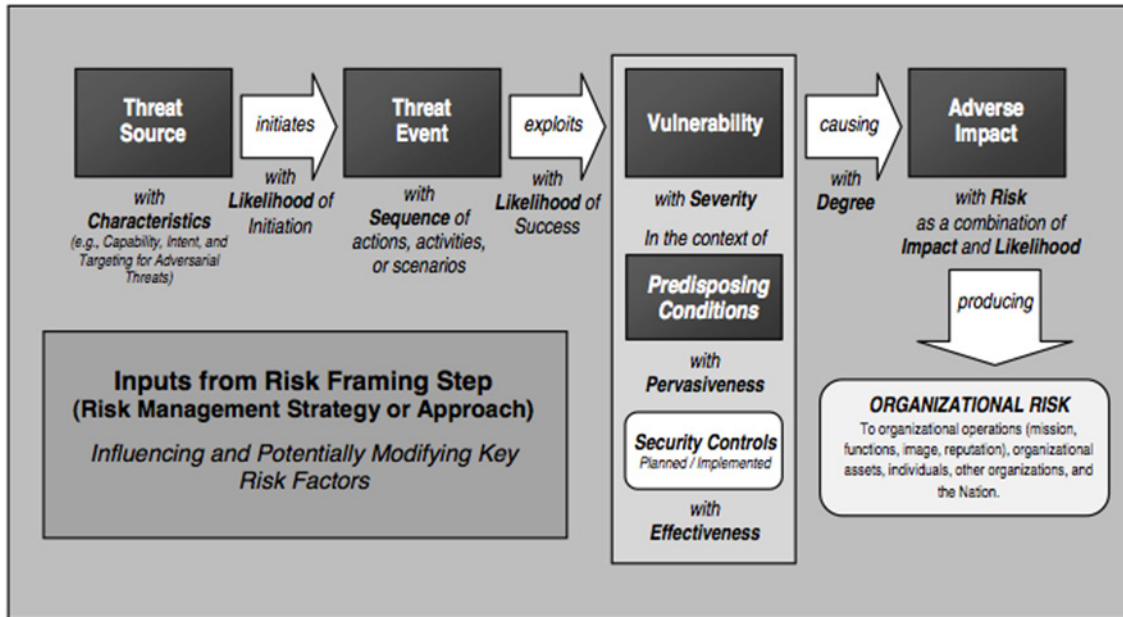 Threat
Source
with
Characteristics
(e.g., Capability, Intent, and
Targeting for Adversarial
Threats)
initiates
with
Likelihood of
Initiation
Threat
Event
with
Sequence of
actions, activities,
or scenarios
exploits
with
Likelihood of
Success
Vulnerability
with Severity
In the context of
Predisposing
Conditions
with
Pervasiveness
Security Controls
Planned / Implemented
with
Effectiveness
causing
with
Degree
Adverse
Impact
with Risk
as a combination of
Impact and Likelihood
producing
ORGANIZATIONAL RISK
To organizational operations (mission,
functions, image, reputation), organizational
assets, individuals, other organizations, and
the Nation.
Inputs from Risk Framing Step
(Risk Management Strategy or Approach)
Influencing and Potentially Modifying Key
Risk Factors